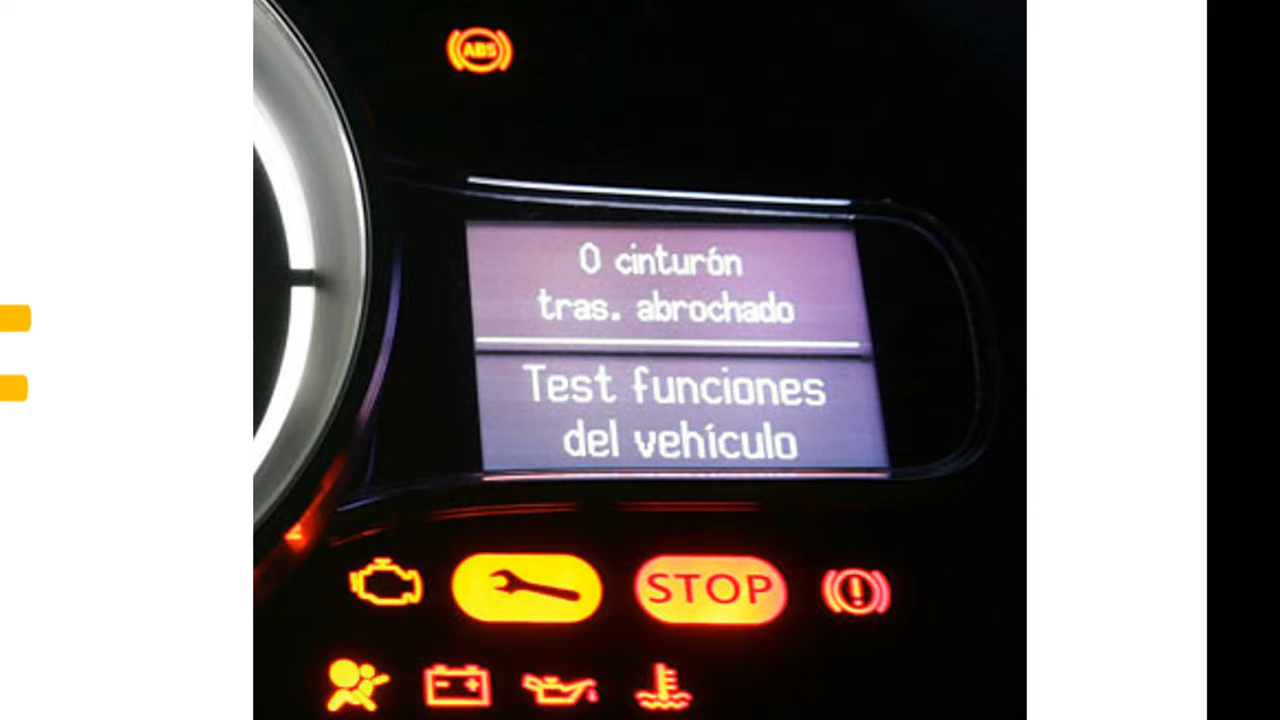 ABS
0 cinturón
tras. abrochado
Test funciones
del vehículo
STOP